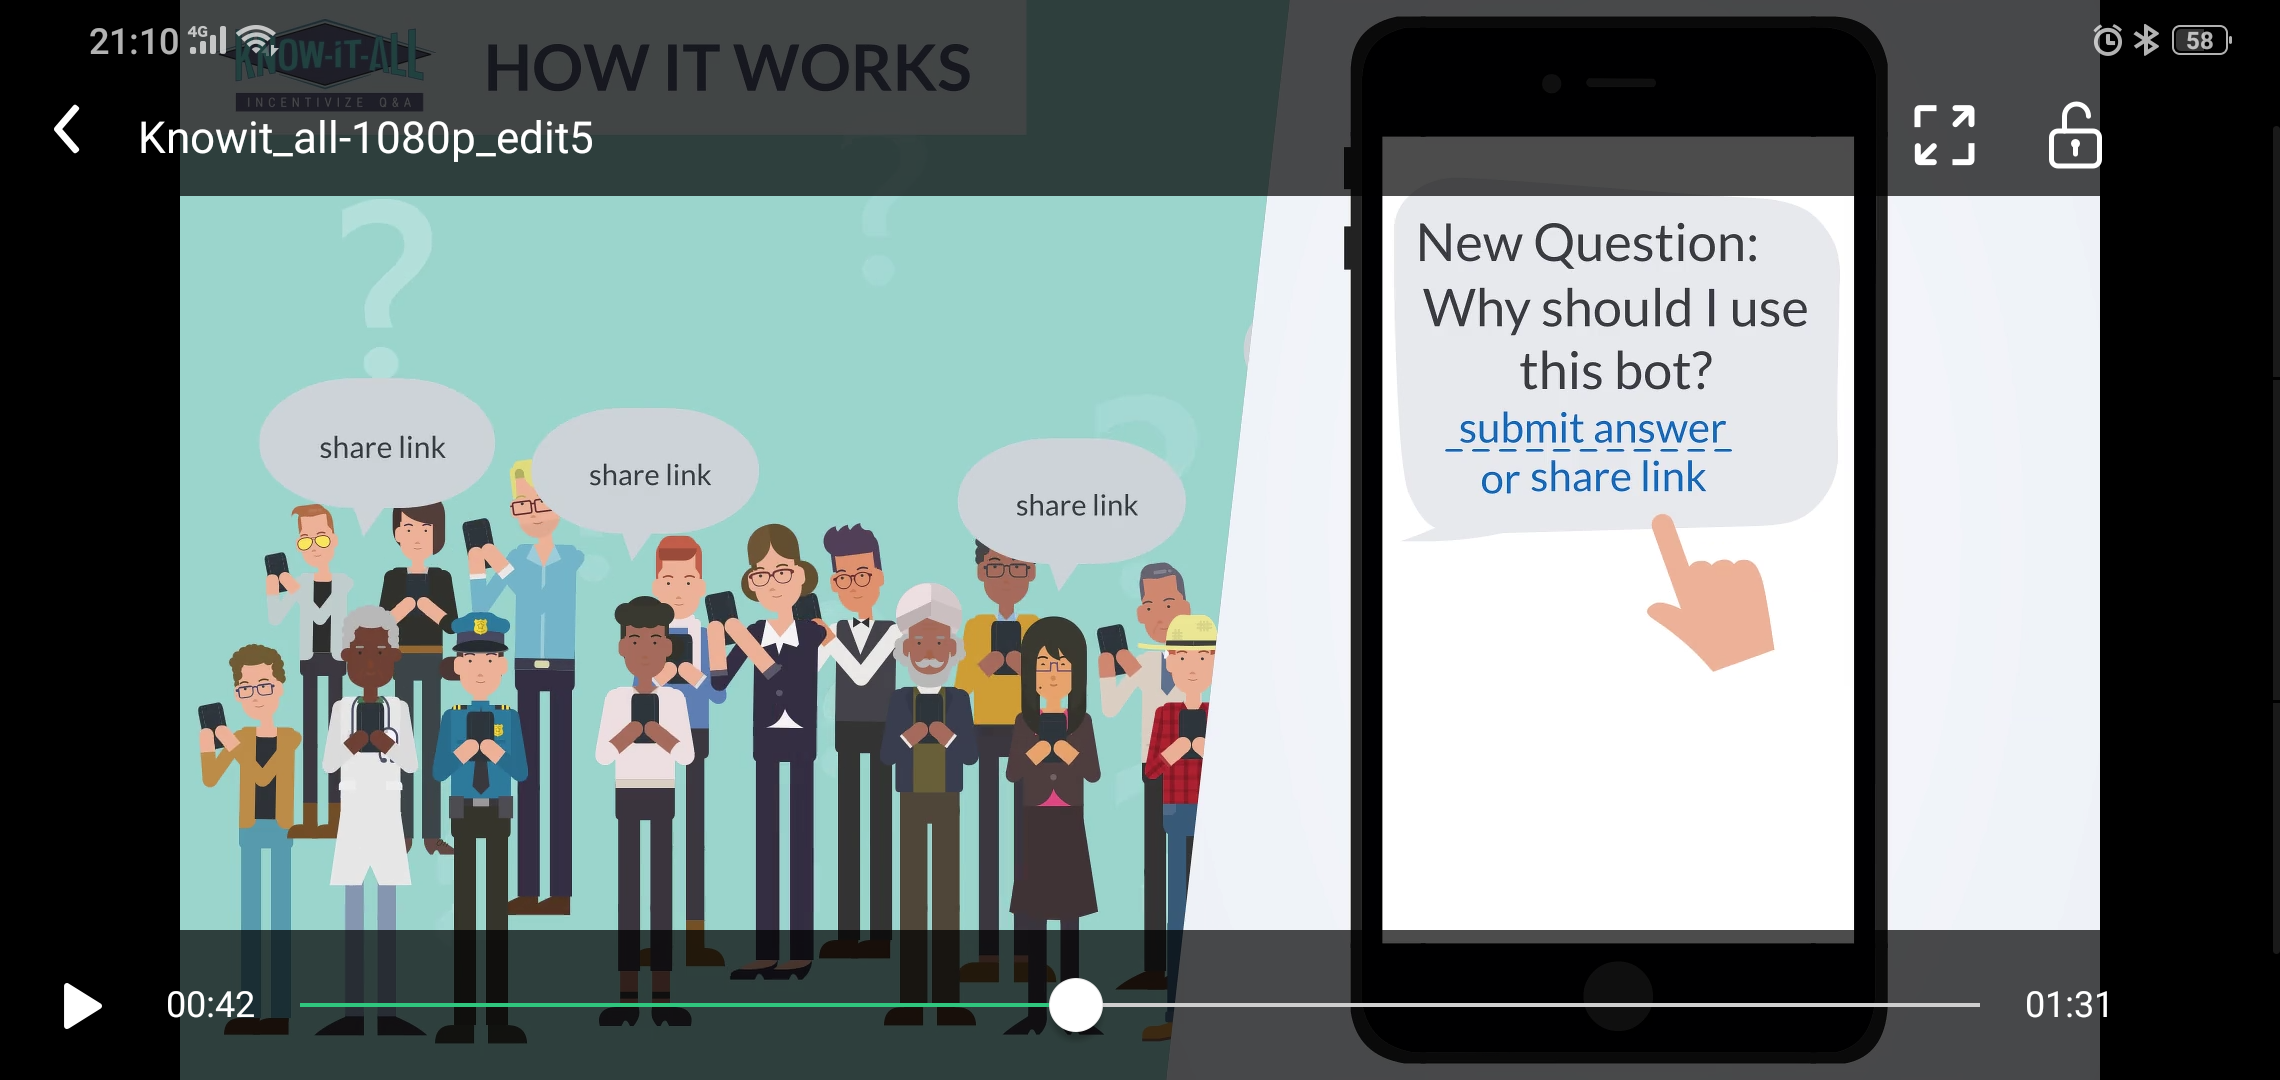 21:10
4G
58
KNOW-iT-ALL
INCENTIVIZE Q&A
HOW IT WORKS
Knowit_all-1080p_edit5
share link
share link
share link
New Question:
Why should I use
this bot?
submit answer
or share link
00:42
01:31